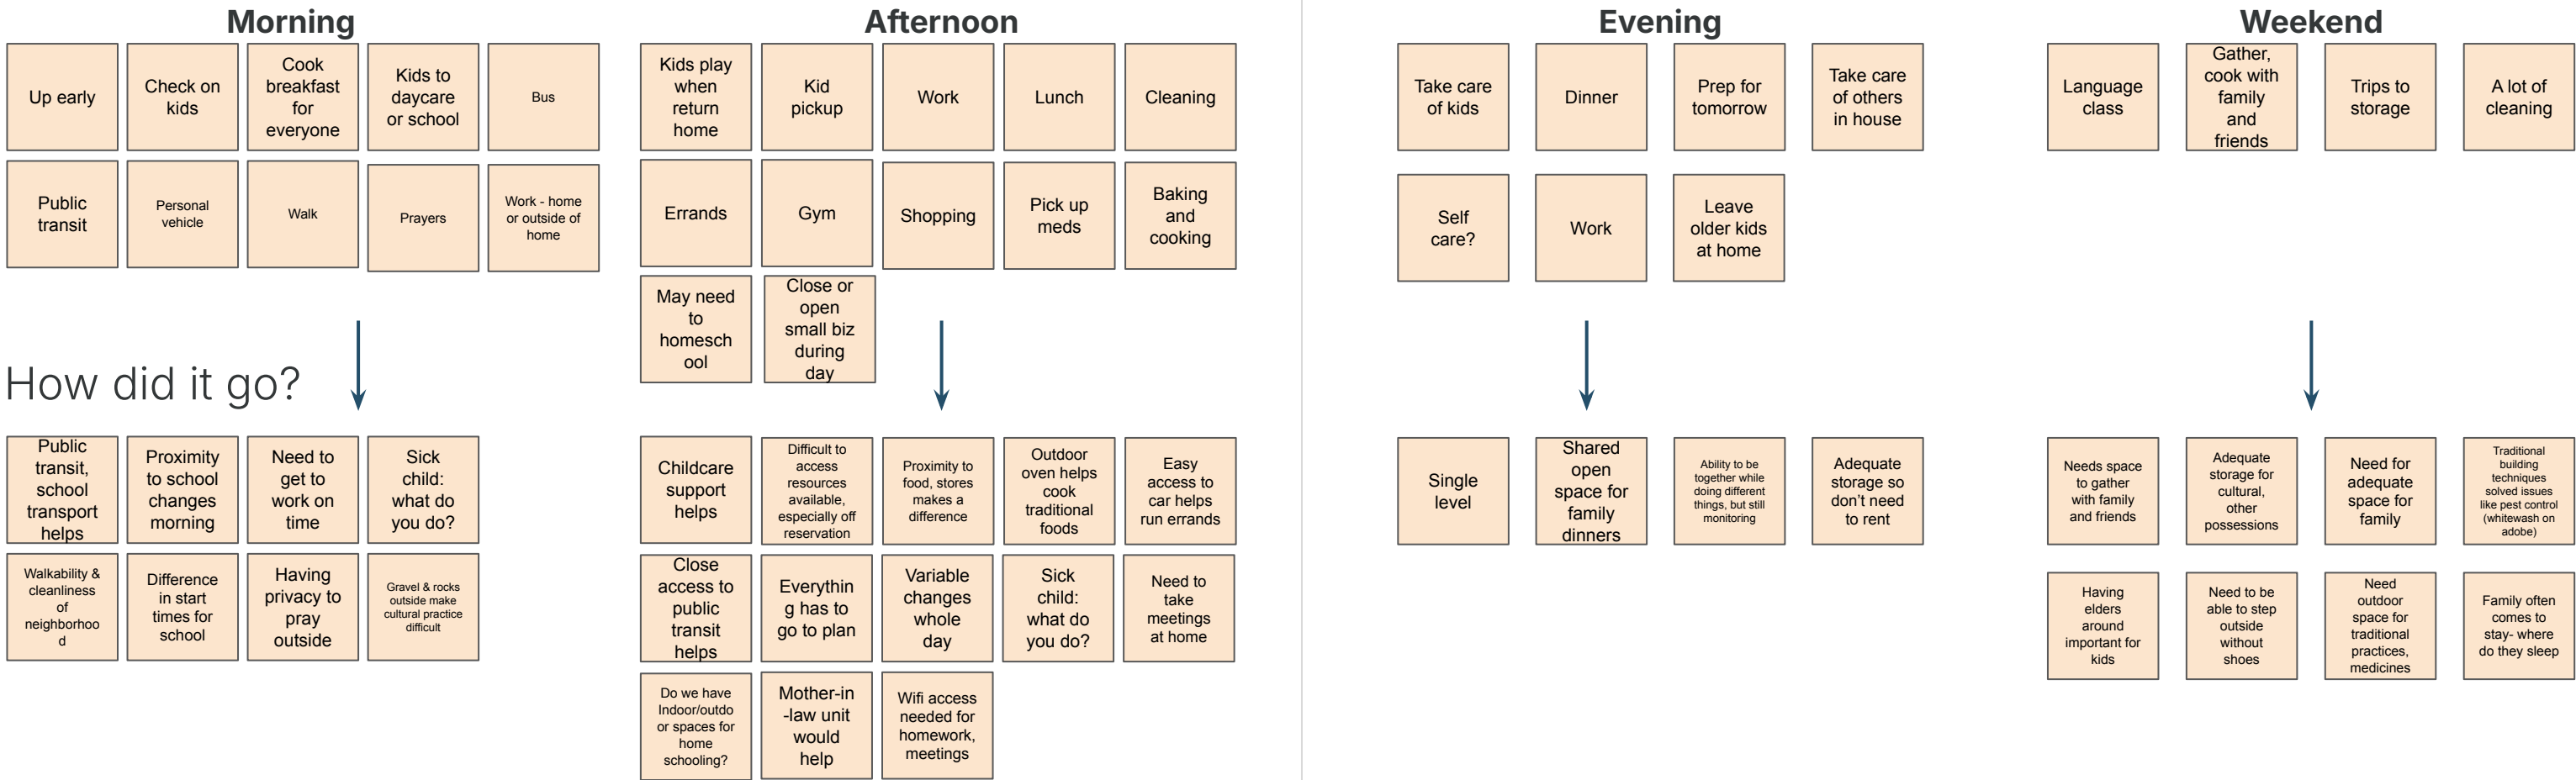 Morning
Up early
Check on
kids
Cook
breakfast
for
everyone
Kids to
daycare
or school
Bus
Public
transit
Personal
vehicle
Walk
Prayers
Work - home
or outside of
home
Afternoon
Kids play
when
return
home
Kid
pickup
Work
Lunch
Cleaning
Errands
Gym
Shopping
Pick up
meds
Baking
and
cooking
May need
to
homesch
ool
Close or
open
small biz
during
day
Evening
Take care
of kids
Dinner
Prep for
tomorrow
Take care
of others
in house
Self
care?
Work
Leave
older kids
at home
Weekend
Language
class
Gather,
cook with
family
and
friends
Trips to
storage
A lot of
cleaning
How did it go?
Public
transit,
school
transport
helps
Proximity
to school
changes
morning
Need to
get to
work on
time
Sick
child:
what do
you do?
Walkability &
cleanliness
of
neighborhoo
d
Difference
in start
times for
school
Having
privacy to
pray
outside
Gravel & rocks
outside make
cultural practice
difficult
Childcare
support
helps
Difficult to
access
resources
available,
especially off
reservation
Proximity to
food, stores
makes a
difference
Outdoor
oven helps
cook
traditional
foods
Easy
access to
car helps
run errands
Close
access to
public
transit
helps
Everythin
g has to
go to plan
Variable
changes
whole
day
Sick
child:
what do
you do?
Need to
take
meetings
at home
Do we have
Indoor/outdo
or spaces for
home
schooling?
Mother-in
-law unit
would
help
Wifi access
needed for
homework,
meetings
Single
level
Shared
open
space for
family
dinners
Ability to be
together while
doing different
things, but still
monitoring
Adequate
storage so
don't need
to rent
Needs space
to gather
with family
and friends
Adequate
storage for
cultural,
other
possessions
Need for
adequate
space for
family
Traditional
building
techniques
solved issues
like pest control
(whitewash on
adobe)
Having
elders
around
important for
kids
Need to be
able to step
outside
without
shoes
Need
outdoor
space for
traditional
practices,
medicines
Family often
comes to
stay- where
do they sleep